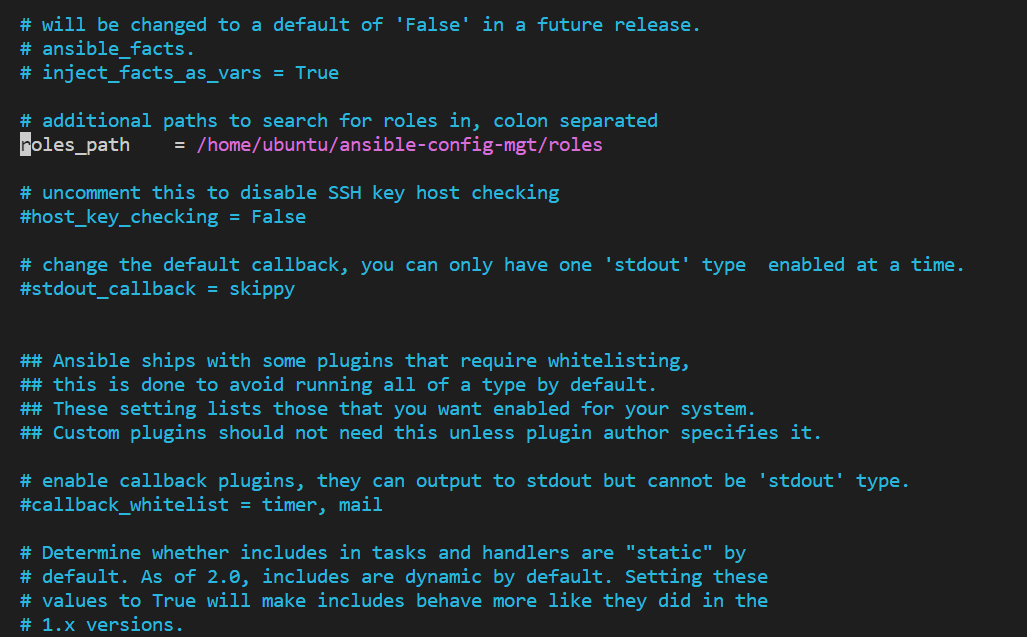 # will be changed to a default of 'False' in a future release.
# ansible_facts.
# inject_facts_as_vars = True
# additional paths to search for roles in, colon separated
roles_path    = /home/ubuntu/ansible-config-mgt/roles
# uncomment this to disable SSH key host checking
#host_key_checking = False
# change the default callback, you can only have one 'stdout' type  enabled at a time.
#stdout_callback = skippy
## Ansible ships with some plugins that require whitelisting,
## this is done to avoid running all of a type by default.
## These setting lists those that you want enabled for your system.
## Custom plugins should not need this unless plugin author specifies it.
# enable callback plugins, they can output to stdout but cannot be 'stdout' type.
#callback_whitelist = timer, mail
# Determine whether includes in tasks and handlers are "static" by
# default. As of 2.0, includes are dynamic by default. Setting these
# values to True will make includes behave more like they did in the
# 1.x versions.